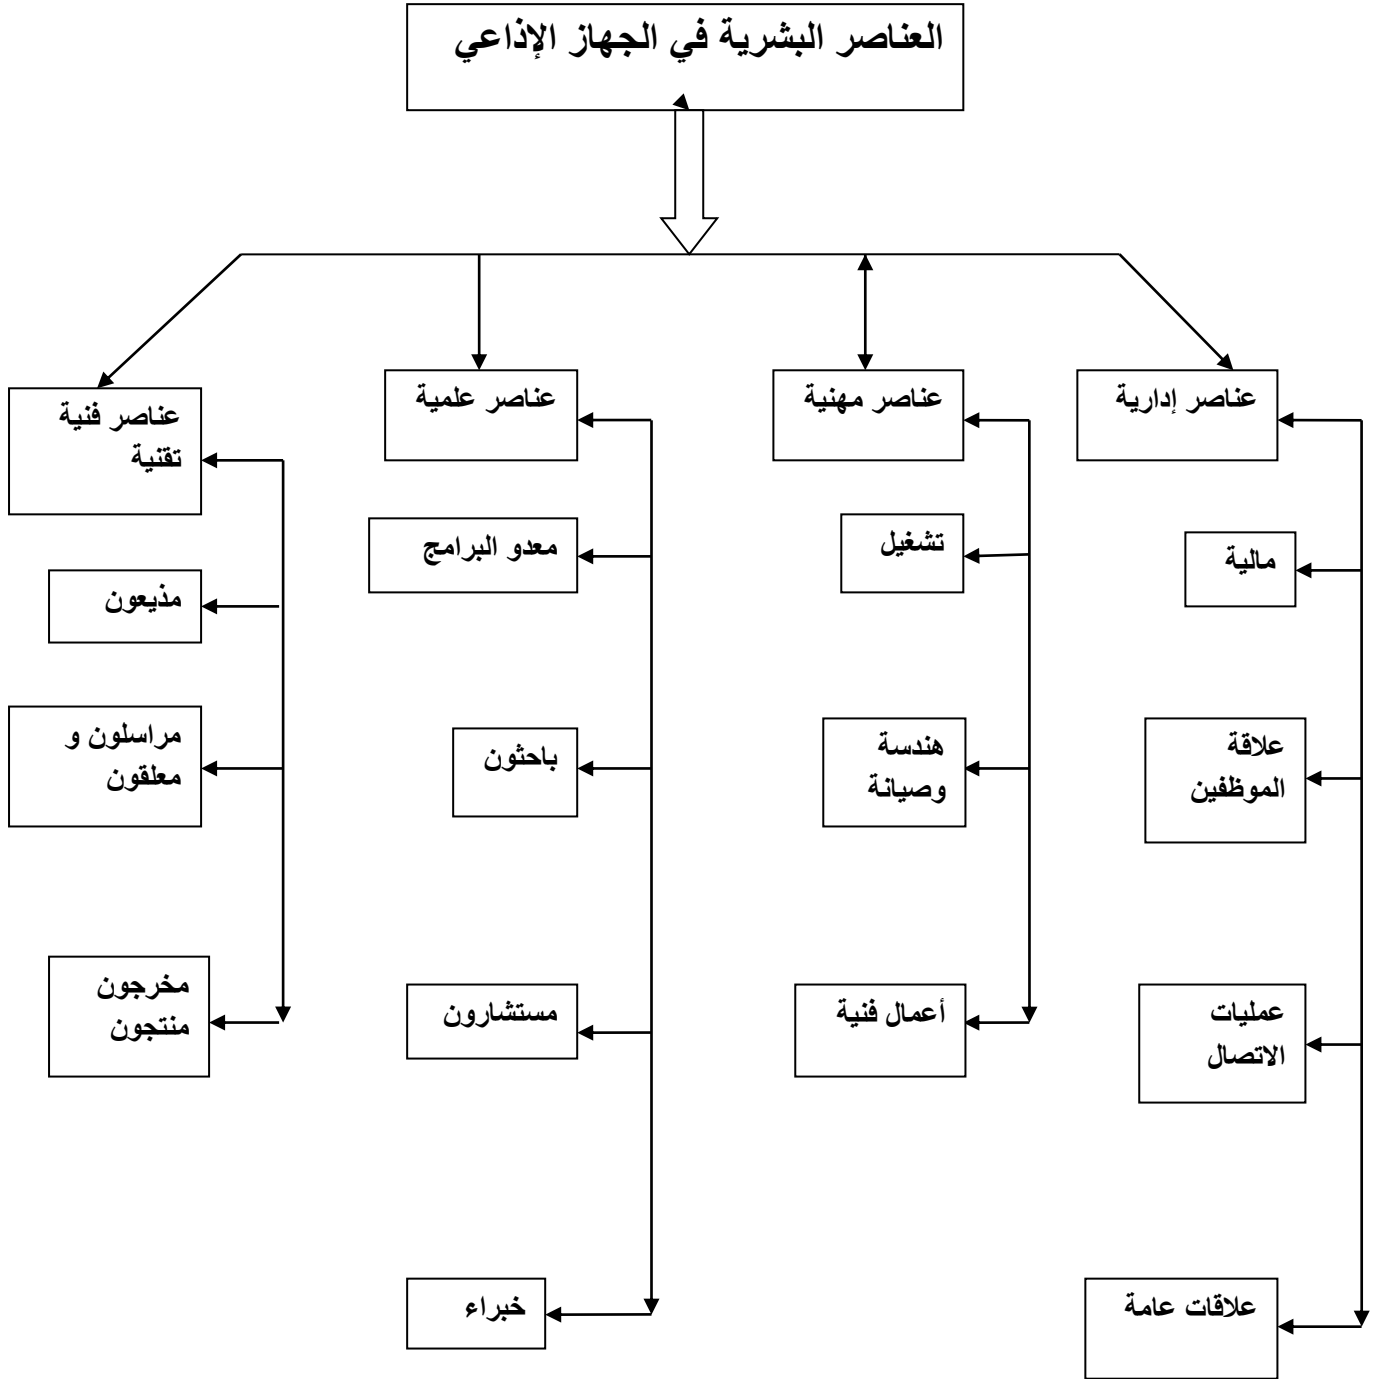 العناصر البشرية في الجهاز الإذاعي
عناصر إدارية
عناصر مهنية
عناصر علمية
عناصر فنية
تقنية
مالية
تشغيل
معدو البرامج
مذيعون
علاقة
الموظفين
هندسة
وصيانة
باحثون
مراسلون و
معلقون
عمليات
الاتصال
أعمال فنية
مستشارون
مخرجون
منتجون
علاقات عامة
خبراء